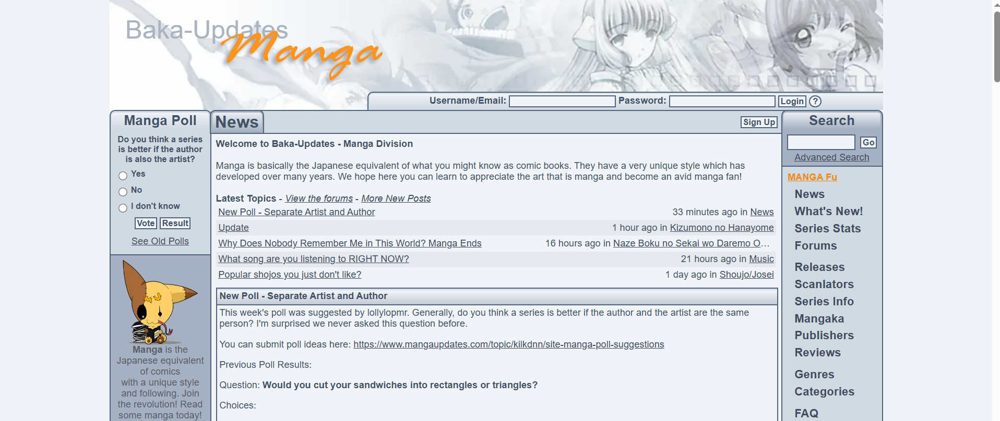 Baka-Updates
Manga
Username/Email:
Password:
Login
?
Manga Poll
Do you think a series
is better if the author
is also the artist?
Yes
No
I don't know
Vote Result
See Old Polls
Manga is the
Japanese equivalent
of comics
with a unique style
and following. Join
the revolution! Read
some manga today!
News
Sign Up
Welcome to Baka-Updates - Manga Division
Manga is basically the Japanese equivalent of what you might know as comic books. They have a very unique style which has
developed over many years. We hope here you can learn to appreciate the art that is manga and become an avid manga fan!
Latest Topics - View the forums - More New Posts
New Poll - Separate Artist and Author 33 minutes ago in News
Update 1 hour ago in Kizumono no Hanayome
Why Does Nobody Remember Me in This World? Manga Ends 16 hours ago in Naze Boku no Sekai wo Daremo O…
What song are you listening to RIGHT NOW? 21 hours ago in Music
Popular shojos you just don't like? 1 day ago in Shoujo/Josei
New Poll - Separate Artist and Author
This week's poll was suggested by lollylopmr. Generally, do you think a series is better if the author and the artist are the same
person? I'm surprised we never asked this question before.
You can submit poll ideas here: https://www.mangaupdates.com/topic/kilkdnn/site-manga-poll-suggestions
Previous Poll Results:
Question: Would you cut your sandwiches into rectangles or triangles?
Choices:
Search
Go
Advanced Search
MANGA Fu
News
What's New!
Series Stats
Forums
Releases
Scanlators
Series Info
Mangaka
Publishers
Reviews
Genres
Categories
FAQ